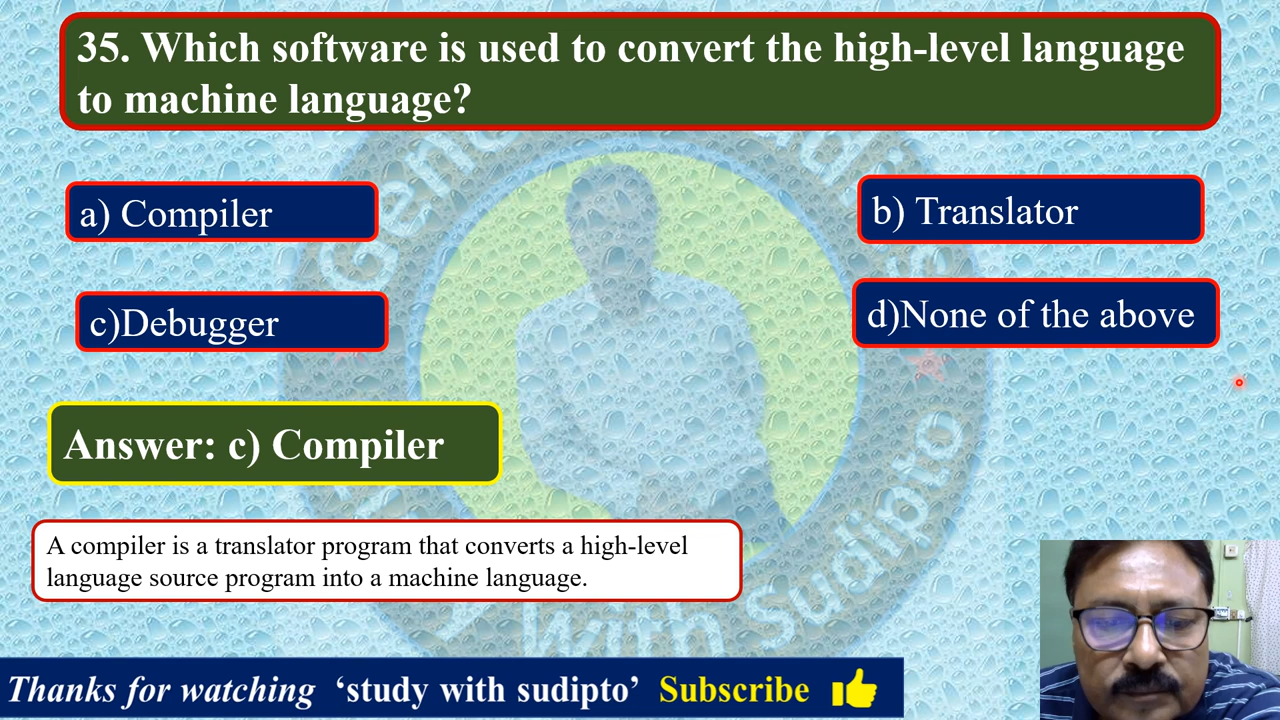 35. Which software is used to convert the high-level language
to machine language?
a) Compiler
b) Translator
c)Debugger
d)None of the above
Answer: c) Compiler
A compiler is a translator program that converts a high-level
language source program into a machine language.
With Sudipto
Thanks for watching ‘study with sudipto’ Subscribe